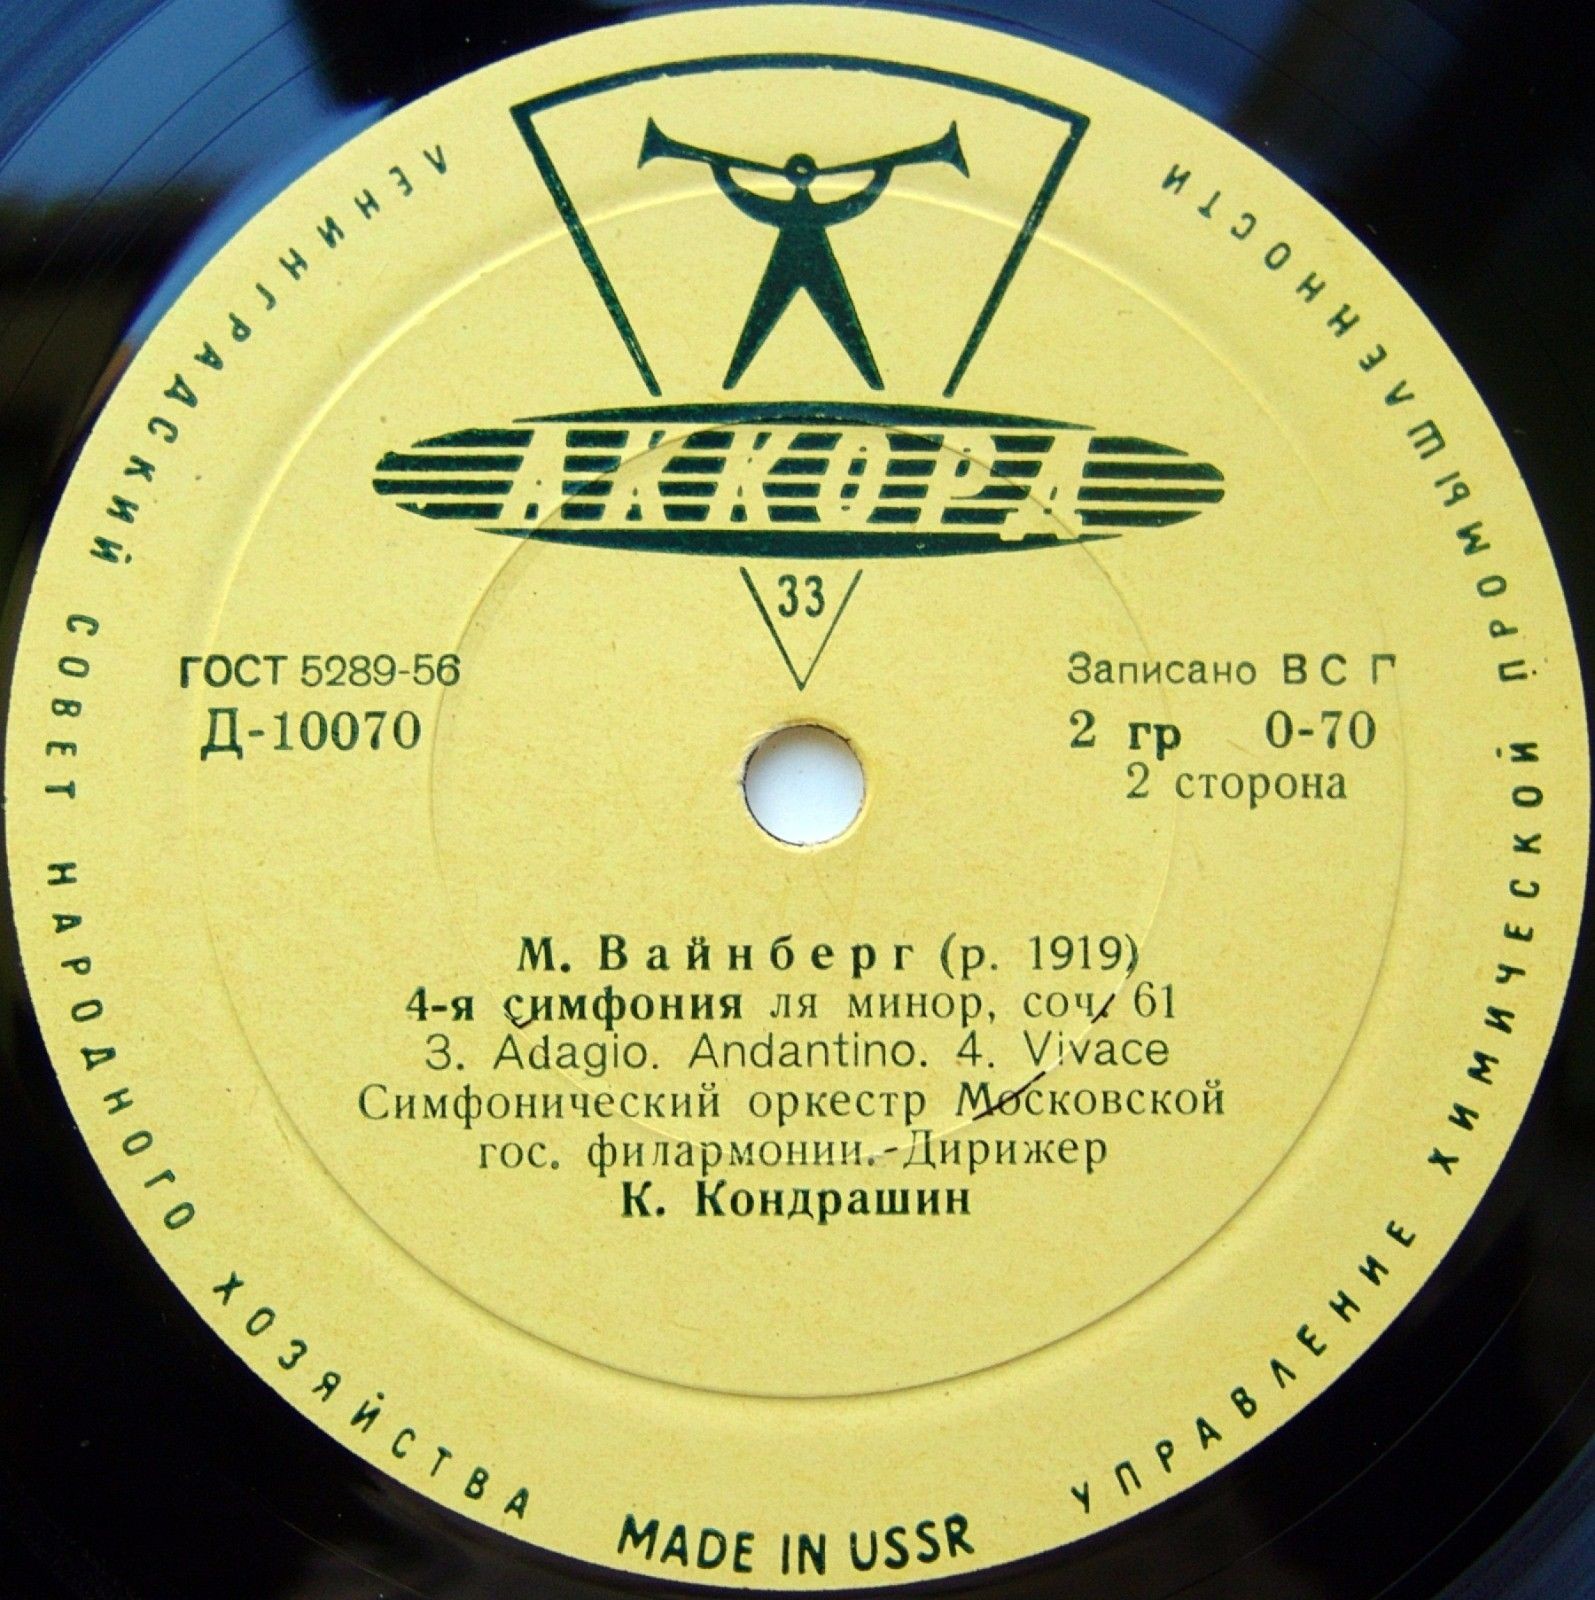 ЛЕНИНГРАДСКИЙ СОВЕТ НАРОДНОГО ХОЗЯЙСТВА
УПРАВЛЕНИЕ ХИМИЧЕСКОЙ ПРОМЫШЛЕННОСТИ
АККОРД
33
ГОСТ 5289-56
Д-10070
Записано ВСГ
2 гр 0-70
2 сторона
М. Вайнберг (р. 1919)
4-я симфония ля минор, соч. 61
3. Adagio. Andantino. 4. Vivace
Симфонический оркестр Московской
гос. филармонии.-Дирижер
К. Кондрашин
MADE IN USSR